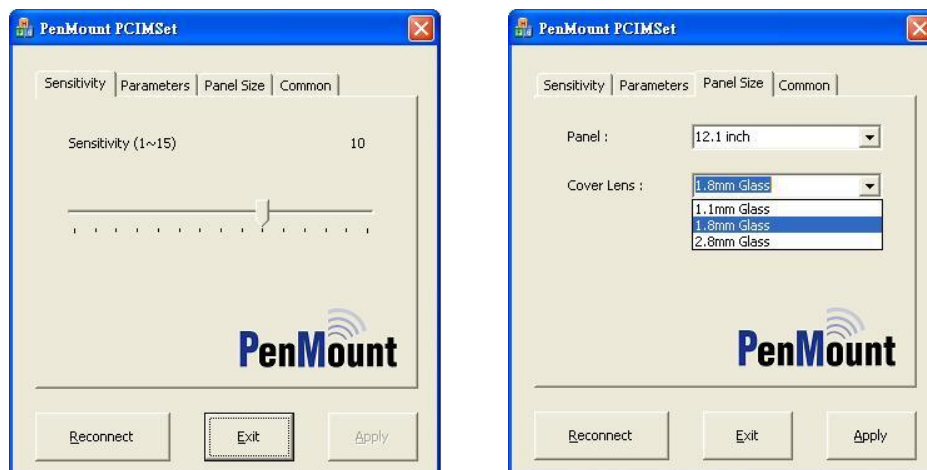 PenMount PCIMSet
Sensitivity Parameters Panel Size Common
Sensitivity (1~15) 10
PenMount
Reconnect Exit Apply
PenMount PCIMSet
Sensitivity Parameters Panel Size Common
Panel : 12.1 inch
Cover Lens : 1.8mm Glass
1.1mm Glass
1.8mm Glass
2.8mm Glass
PenMount
Reconnect Exit Apply